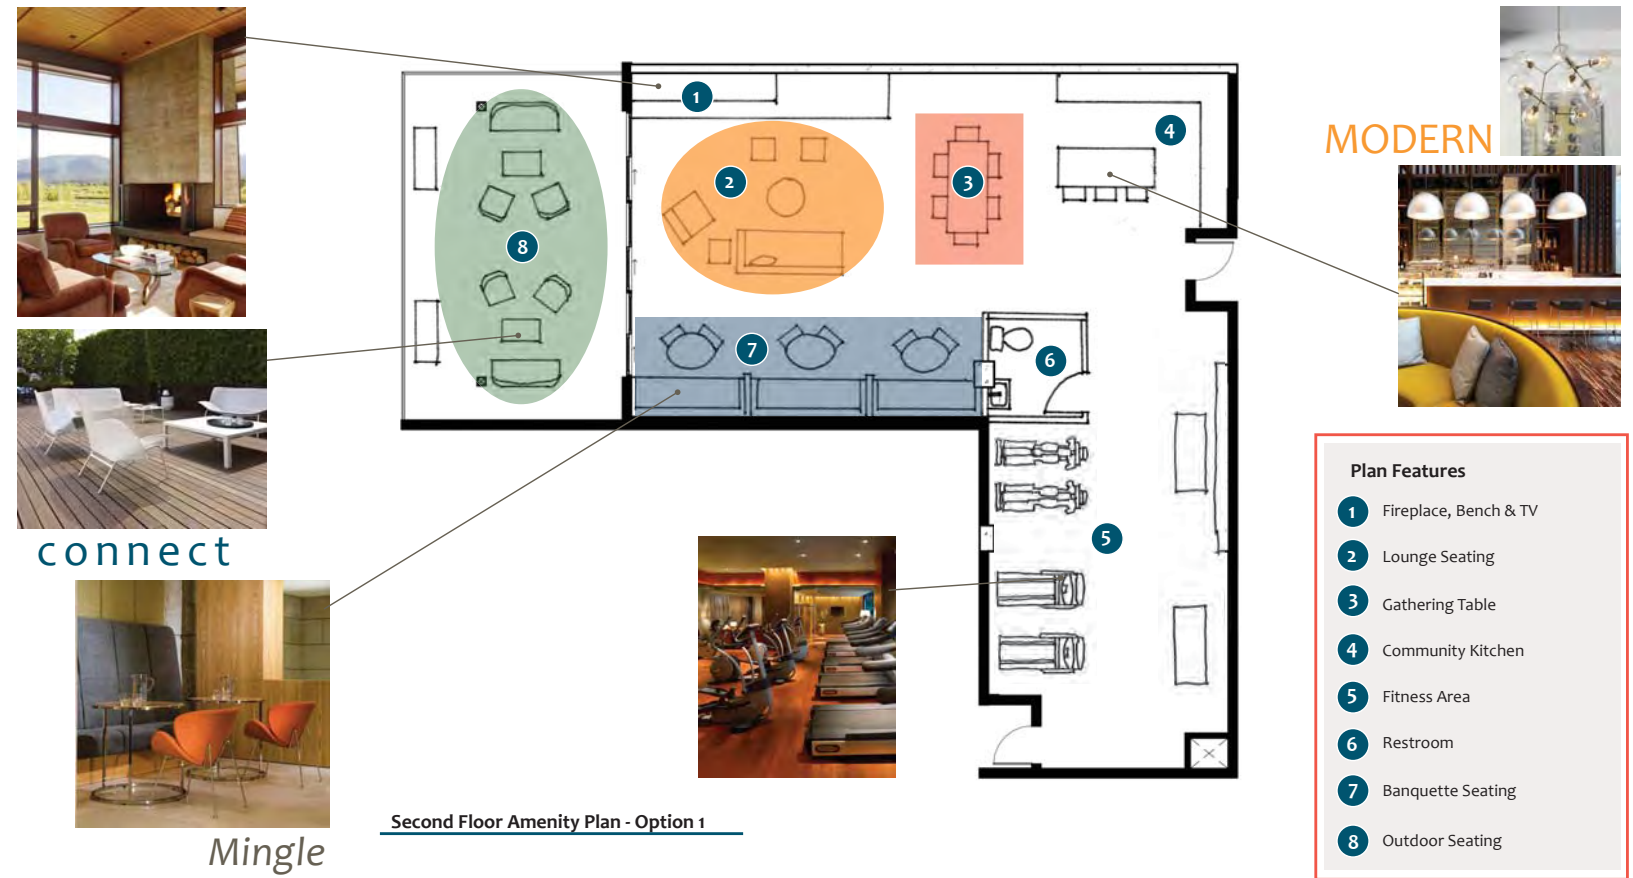 MODERN
1
2
3
4
5
6
7
8
connect
Mingle
Second Floor Amenity Plan - Option 1
Plan Features
1 Fireplace, Bench & TV
2 Lounge Seating
3 Gathering Table
4 Community Kitchen
5 Fitness Area
6 Restroom
7 Banquette Seating
8 Outdoor Seating